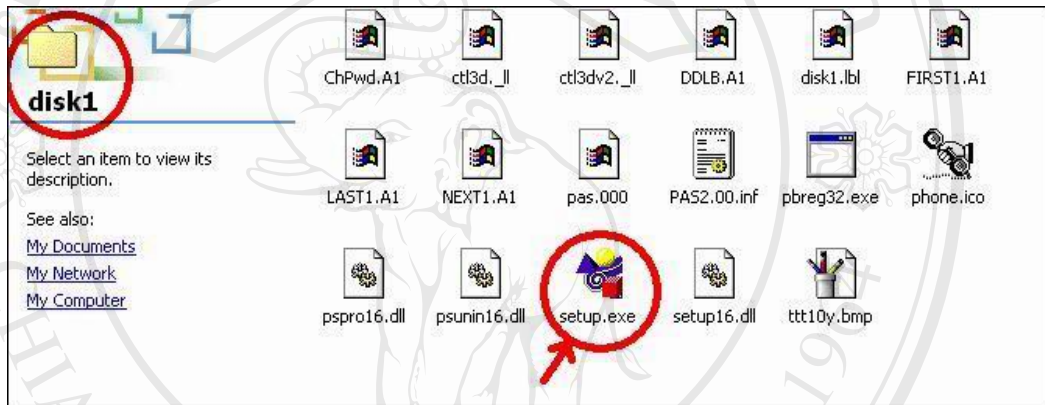 disk1
Select an item to view its
description.
See also:
My Documents
My Network
My Computer
ChPwd.A1 ctl3d._ll ctl3dv2._ll DDLB.A1 disk1.lbl FIRST1.A1
LAST1.A1 NEXT1.A1 pas.000 PAS2.00.inf pbreg32.exe phone.ico
pspro16.dll psunin16.dll setup.exe setup16.dll ttt10y.bmp